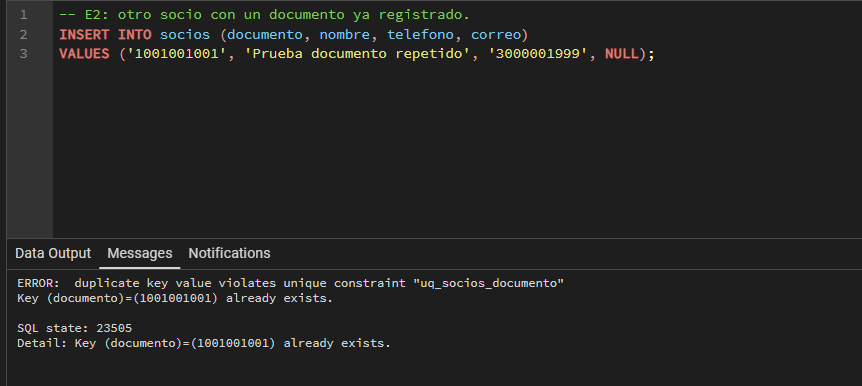 1 -- E2: otro socio con un documento ya registrado.
2 INSERT INTO socios (documento, nombre, telefono, correo)
3 VALUES ('1001001001', 'Prueba documento repetido', '3000001999', NULL);
Data Output Messages Notifications
ERROR:  duplicate key value violates unique constraint "uq_socios_documento"
Key (documento)=(1001001001) already exists.
SQL state: 23505
Detail: Key (documento)=(1001001001) already exists.